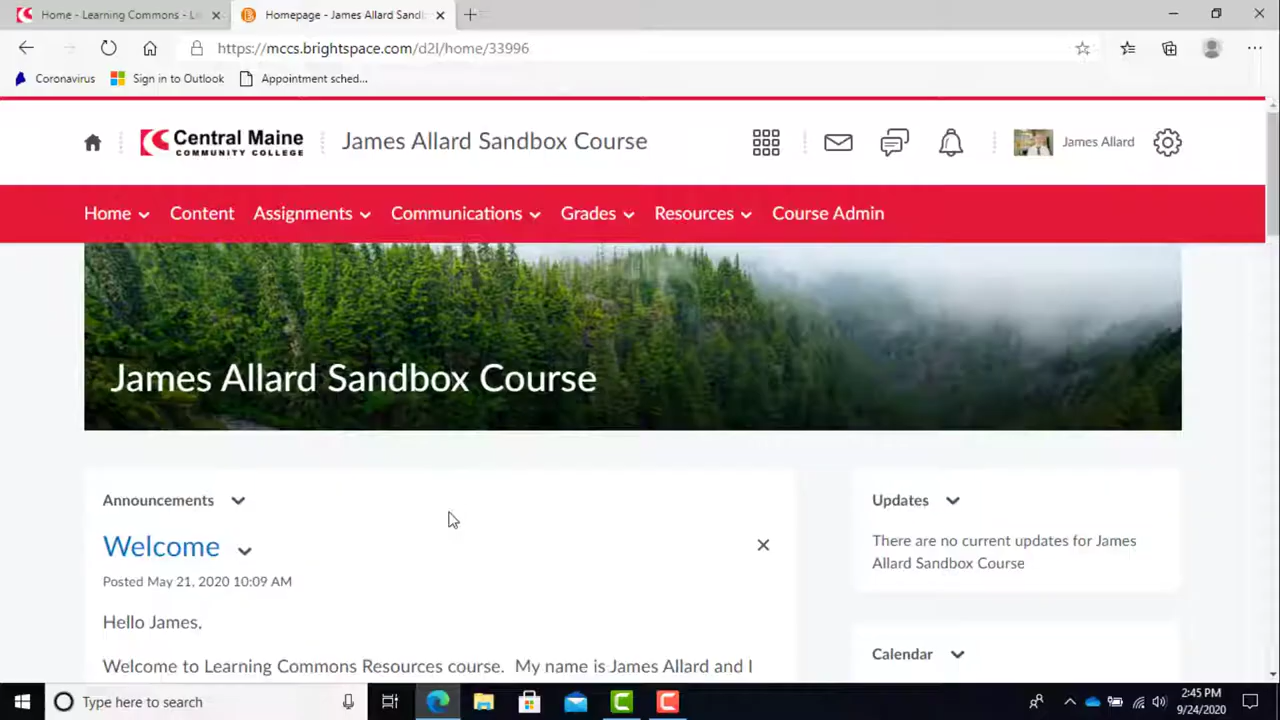 Home - Learning Commons - Le
Homepage - James Allard Sandb
https://mccs.brightspace.com/d2l/home/33996
Coronavirus
Sign in to Outlook
Appointment sched...
Central Maine
COMMUNITY COLLEGE
James Allard Sandbox Course
James Allard
Home
Content
Assignments
Communications
Grades
Resources
Course Admin
James Allard Sandbox Course
Announcements
Welcome
Posted May 21, 2020 10:09 AM
Hello James,
Welcome to Learning Commons Resources course. My name is James Allard and I
Updates
There are no current updates for James
Allard Sandbox Course
Calendar
Type here to search
2:45 PM
9/24/2020